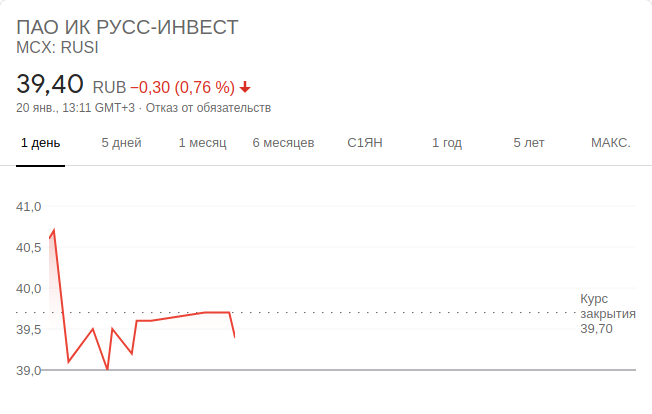 ПАО ИК РУСС-ИНВЕСТ
MCX: RUSI
39,40 RUB −0,30 (0,76 %)
20 янв., 13:11 GMT+3 · Отказ от обязательств
1 день 5 дней 1 месяц 6 месяцев С1ЯН 1 год 5 лет МАКС.
41,0
40,5
40,0
39,5
39,0
Курс
закрытия
39,70